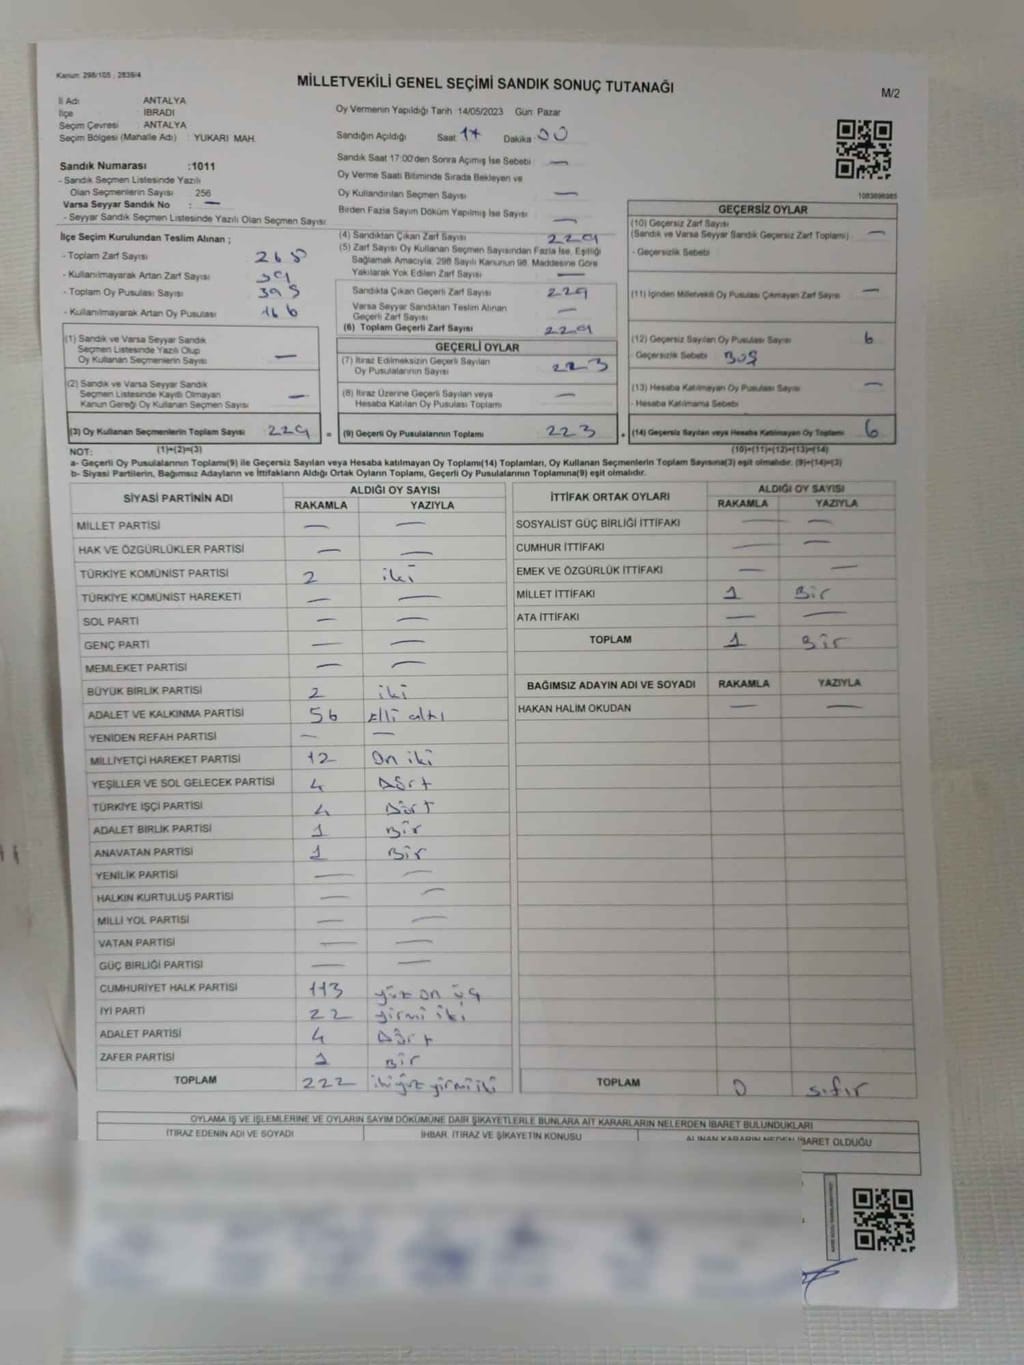 Kanun: 298/105 ; 2839/4
MİLLETVEKİLİ GENEL SEÇİMİ SANDIK SONUÇ TUTANAĞI
M/2
İl Adı ANTALYA
İlçe İBRADI
Seçim Çevresi : ANTALYA
Seçim Bölgesi (Mahalle Adı) : YUKARI MAH.
Oy Vermenin Yapıldığı Tarih 14/05/2023 Gün: Pazar
Sandığın Açıldığı Saat 17 Dakika 00
Sandık Saat 17:00'den Sonra Açılmış İse Sebebi —
Oy Verme Saati Bitiminde Sırada Bekleyen ve
Oy Kullandırılan Seçmen Sayısı —
Birden Fazla Sayım Döküm Yapılmış İse Sayısı —
Sandık Numarası :1011
- Sandık Seçmen Listesinde Yazılı
Olan Seçmenlerin Sayısı 256
Varsa Seyyar Sandık No : —
- Seyyar Sandık Seçmen Listesinde Yazılı Olan Seçmen Sayısı:
İlçe Seçim Kurulundan Teslim Alınan ;
- Toplam Zarf Sayısı 268
- Kullanılmayarak Artan Zarf Sayısı 39
- Toplam Oy Pusulası Sayısı 395
- Kullanılmayarak Artan Oy Pusulası 166
(1) Sandık ve Varsa Seyyar Sandık
Seçmen Listesinde Yazılı Olup
Oy Kullanan Seçmenlerin Sayısı —
(2) Sandık ve Varsa Seyyar Sandık
Seçmen Listesinde Kayıtlı Olmayan
Kanun Gereği Oy Kullanan Seçmen Sayısı —
(3) Oy Kullanan Seçmenlerin Toplam Sayısı 229 =
(4) Sandıktan Çıkan Zarf Sayısı 229
(5) Zarf Sayısı Oy Kullanan Seçmen Sayısından Fazla İse, Eşitliği
Sağlamak Amacıyla, 298 Sayılı Kanunun 98. Maddesine Göre
Yakılarak Yok Edilen Zarf Sayısı —
Sandıkta Çıkan Geçerli Zarf Sayısı 229
Varsa Seyyar Sandıktan Teslim Alınan
Geçerli Zarf Sayısı —
(6) Toplam Geçerli Zarf Sayısı 229
GEÇERLİ OYLAR
(7) İtiraz Edilmeksizin Geçerli Sayılan
Oy Pusulalarının Sayısı 223
(8) İtiraz Üzerine Geçerli Sayılan veya
Hesaba Katılan Oy Pusulası Toplamı —
(9) Geçerli Oy Pusulalarının Toplamı 223 +
GEÇERSİZ OYLAR
(10) Geçersiz Zarf Sayısı
(Sandık ve Varsa Seyyar Sandık Geçersiz Zarf Toplamı) —
- Geçersizlik Sebebi
(11) İçinden Milletvekili Oy Pusulası Çıkmayan Zarf Sayısı —
(12) Geçersiz Sayılan Oy Pusulası Sayısı 6
- Geçersizlik Sebebi BOŞ
(13) Hesaba Katılmayan Oy Pusulası Sayısı —
- Hesaba Katılmama Sebebi
(14) Geçersiz Sayılan veya Hesaba Katılmayan Oy Toplamı 6
NOT: (1)+(2)=(3) (10)+(11)+(12)+(13)=(14)
a- Geçerli Oy Pusulalarının Toplamı(9) ile Geçersiz Sayılan veya Hesaba katılmayan Oy Toplamı(14) Toplamları, Oy Kullanan Seçmenlerin Toplam Sayısına(3) eşit olmalıdır. (9)+(14)=(3)
b- Siyasi Partilerin, Bağımsız Adayların ve İttifakların Aldığı Ortak Oyların Toplamı, Geçerli Oy Pusulalarının Toplamına(9) eşit olmalıdır.
SİYASİ PARTİNİN ADI ALDIĞI OY SAYISI
RAKAMLA YAZIYLA
MİLLET PARTİSİ — —
HAK VE ÖZGÜRLÜKLER PARTİSİ — —
TÜRKİYE KOMÜNİST PARTİSİ 2 iki
TÜRKİYE KOMÜNİST HAREKETİ — —
SOL PARTİ — —
GENÇ PARTİ — —
MEMLEKET PARTİSİ — —
BÜYÜK BİRLİK PARTİSİ 2 iki
ADALET VE KALKINMA PARTİSİ 56 Elli altı
YENİDEN REFAH PARTİSİ — —
MİLLİYETÇİ HAREKET PARTİSİ 12 On iki
YEŞİLLER VE SOL GELECEK PARTİSİ 4 Dört
TÜRKİYE İŞÇİ PARTİSİ 4 Dört
ADALET BİRLİK PARTİSİ 1 Bir
ANAVATAN PARTİSİ 1 Bir
YENİLİK PARTİSİ — —
HALKIN KURTULUŞ PARTİSİ — —
MİLLİ YOL PARTİSİ — —
VATAN PARTİSİ — —
GÜÇ BİRLİĞİ PARTİSİ — —
CUMHURİYET HALK PARTİSİ 113 yüz on üç
İYİ PARTİ 22 yirmi iki
ADALET PARTİSİ 4 Dört
ZAFER PARTİSİ 1 Bir
TOPLAM 222 ikiyüz yirmi iki
İTTİFAK ORTAK OYLARI ALDIĞI OY SAYISI
RAKAMLA YAZIYLA
SOSYALİST GÜÇ BİRLİĞİ İTTİFAKI — —
CUMHUR İTTİFAKI — —
EMEK VE ÖZGÜRLÜK İTTİFAKI — —
MİLLET İTTİFAKI 1 Bir
ATA İTTİFAKI — —
TOPLAM 1 Bir
BAĞIMSIZ ADAYIN ADI VE SOYADI RAKAMLA YAZIYLA
HAKAN HALİM OKUDAN — —
TOPLAM 0 sıfır
OYLAMA İŞ VE İŞLEMLERİNE VE OYLARIN SAYIM DÖKÜMÜNE DAİR ŞİKAYETLERLE BUNLARA AİT KARARLARIN NELERDEN İBARET BULUNDUKLARI
İTİRAZ EDENİN ADI VE SOYADI İHBAR, İTİRAZ VE ŞİKAYETİN KONUSU ALINAN KARARIN NEDEN İBARET OLDUĞU